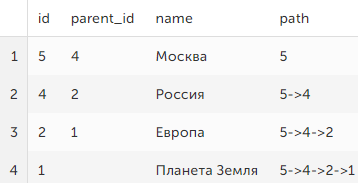 id parent_id name path
1 5 4 Москва 5
2 4 2 Россия 5->4
3 2 1 Европа 5->4->2
4 1 Планета Земля 5->4->2->1